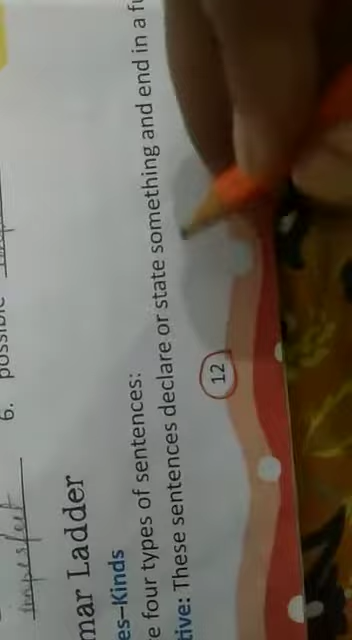 imperfect
6. possible
mar Ladder
es–Kinds
e four types of sentences:
tive: These sentences declare or state something and end in a fu
12